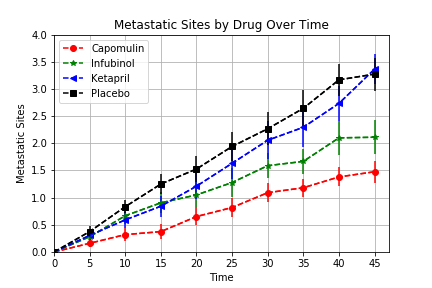 Metastatic Sites by Drug Over Time
Capomulin
Infubinol
Ketapril
Placebo
Metastatic Sites
4.0
3.5
3.0
2.5
2.0
1.5
1.0
0.5
0.0
0 5 10 15 20 25 30 35 40 45
Time